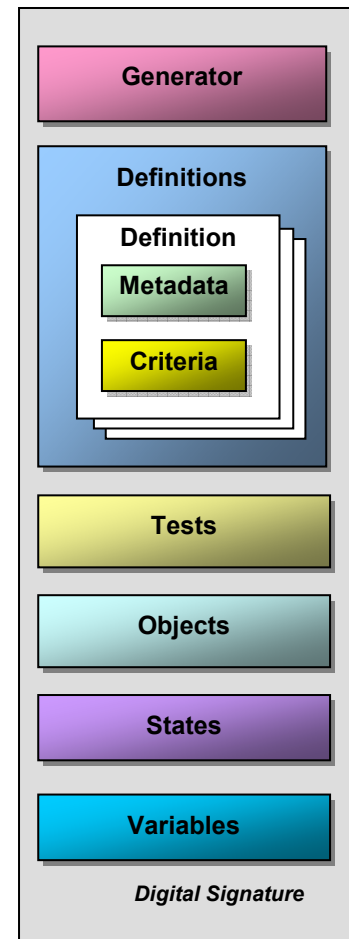 Generator
Definitions
Definition
Metadata
Criteria
Tests
Objects
States
Variables
Digital Signature